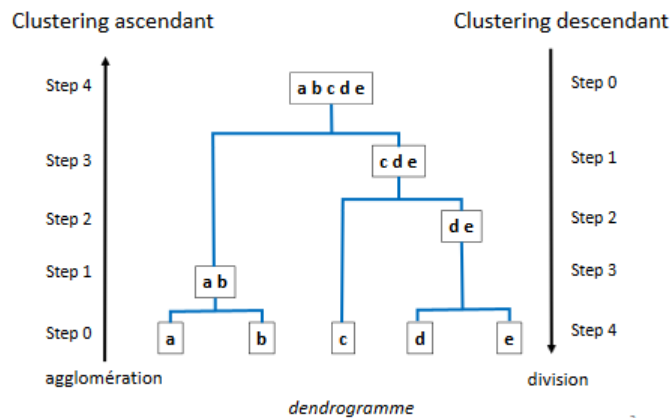 Clustering ascendant Clustering descendant
Step 4 a b c d e Step 0
Step 3 c d e Step 1
Step 2 d e Step 2
Step 1 a b Step 3
Step 0 a b c d e Step 4
agglomération division
dendrogramme